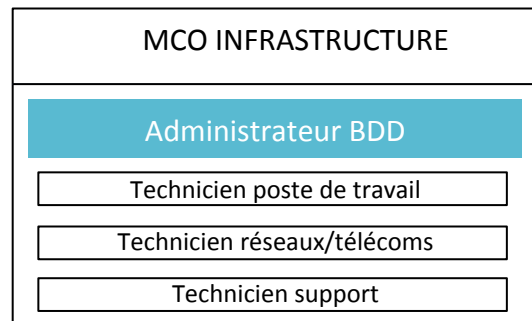 MCO INFRASTRUCTURE
Administrateur BDD
Technicien poste de travail
Technicien réseaux/télécoms
Technicien support